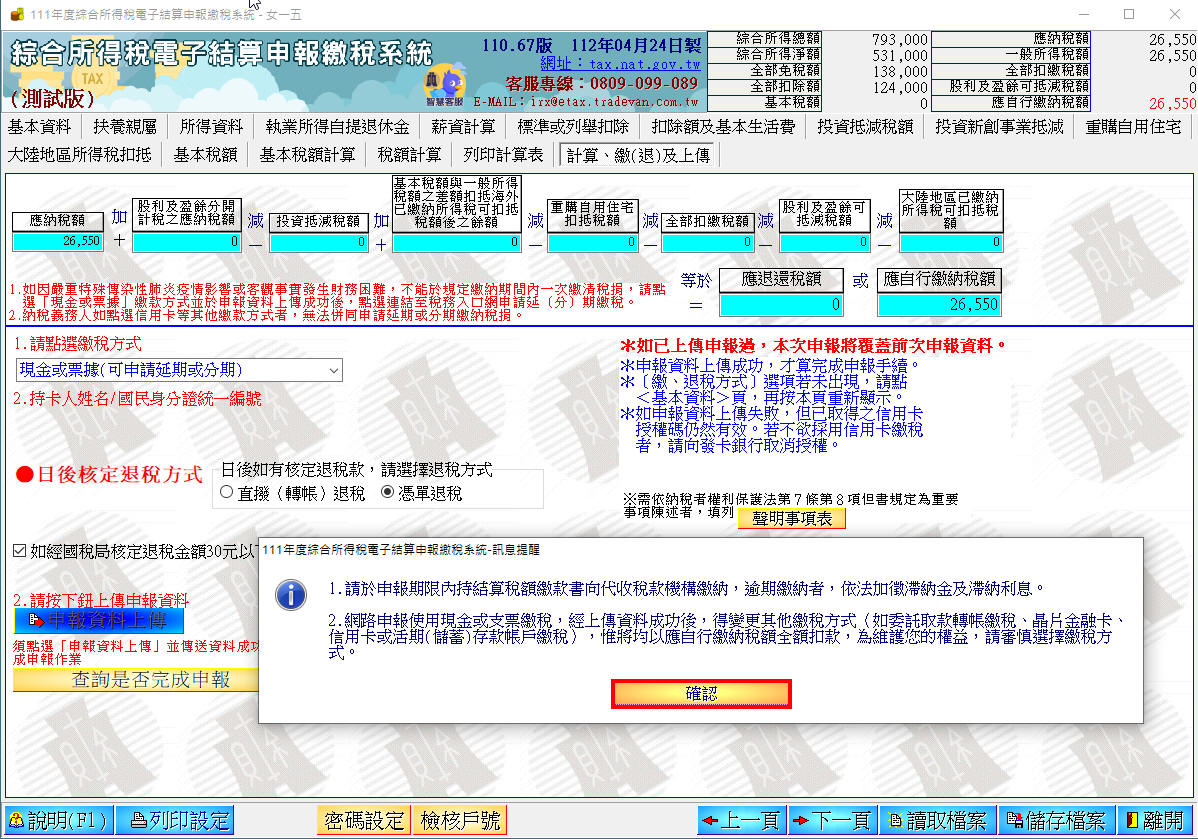 111年度綜合所得稅電子結算申報繳稅系統 - 女一五
綜合所得稅電子結算申報繳稅系統
TAX
(測試版)
110.67版 112年04月24日製
網址：tax.nat.gov.tw
客服專線：0809-099-089
E-MAIL：irx@etax.tradevan.com.tw
智慧客服
綜合所得總額 793,000 應納稅額 26,550
綜合所得淨額 531,000 一般所得稅額 26,550
全部免稅額 138,000 全部扣繳稅額 0
全部扣除額 124,000 股利及盈餘可抵減稅額 0
基本稅額 0 應自行繳納稅額 26,550
基本資料 扶養親屬 所得資料 執業所得自提退休金 薪資計算 標準或列舉扣除 扣除額及基本生活費 投資抵減稅額 投資新創事業抵減 重購自用住宅
大陸地區所得稅扣抵 基本稅額 基本稅額計算 稅額計算 列印計算表 計算、繳(退)及上傳
應納稅額
26,550
加
＋
股利及盈餘分開
計稅之應納稅額
0
減
－
投資抵減稅額
0
加
＋
基本稅額與一般所得
稅額之差額扣抵海外
已繳納所得稅可扣抵
稅額後之餘額
0
減
－
重購自用住宅
扣抵稅額
0
減
－
全部扣繳稅額
0
減
－
股利及盈餘可
抵減稅額
0
減
－
大陸地區已繳納
所得稅可扣抵稅
額
0
1.如因嚴重特殊傳染性肺炎疫情影響或客觀事實發生財務困難，不能於規定繳納期間內一次繳清稅捐，請點
選「現金或票據」繳款方式並於申報資料上傳成功後，點選連結至稅務入口網申請延（分）期繳稅。
2.納稅義務人如點選信用卡等其他繳款方式者，無法併同申請延期或分期繳納稅捐。
等於
＝
應退還稅額
0
或
應自行繳納稅額
26,550
1.請點選繳稅方式
現金或票據(可申請延期或分期)
2.持卡人姓名/國民身分證統一編號
＊如已上傳申報過，本次申報將覆蓋前次申報資料。
＊申報資料上傳成功，才算完成申報手續。
＊〔繳、退稅方式〕選項若未出現，請點
＜基本資料＞頁，再按本頁重新顯示。
＊如申報資料上傳失敗，但已取得之信用卡
授權碼仍然有效。若不欲採用信用卡繳稅
者，請向發卡銀行取消授權。
●日後核定退稅方式
日後如有核定退稅款，請選擇退稅方式
直撥（轉帳）退稅 憑單退稅
※需依納稅者權利保護法第7條第8項但書規定為重要
事項陳述者，填列 聲明事項表
如經國稅局核定退稅金額30元以
2.請按下鈕上傳申報資料
申報資料上傳
須點選「申報資料上傳」並傳送資料成功
成申報作業
查詢是否完成申報
111年度綜合所得稅電子結算申報繳稅系統-訊息提醒
1.請於申報期限內持結算稅額繳款書向代收稅款機構繳納，逾期繳納者，依法加徵滯納金及滯納利息。
2.網路申報使用現金或支票繳稅，經上傳資料成功後，得變更其他繳稅方式（如委託取款轉帳繳稅、晶片金融卡、
信用卡或活期(儲蓄)存款帳戶繳稅），惟將均以應自行繳納稅額全額扣款，為維護您的權益，請審慎選擇繳稅方
式。
確認
說明(F1) 列印設定 密碼設定 檢核戶號 上一頁 下一頁 讀取檔案 儲存檔案 離開